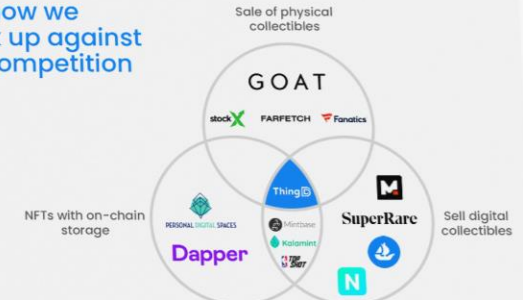 ow we
up against
ompetition
Sale of physical
collectibles
GOAT
stockX
FARFETCH
Fanatics
ThingD
NFTs with on-chain
storage
PERSONAL DIGITAL SPACES
Dapper
Mintbase
Kalamint
TOP
SHOT
M
SuperRare
N
Sell digital
collectibles